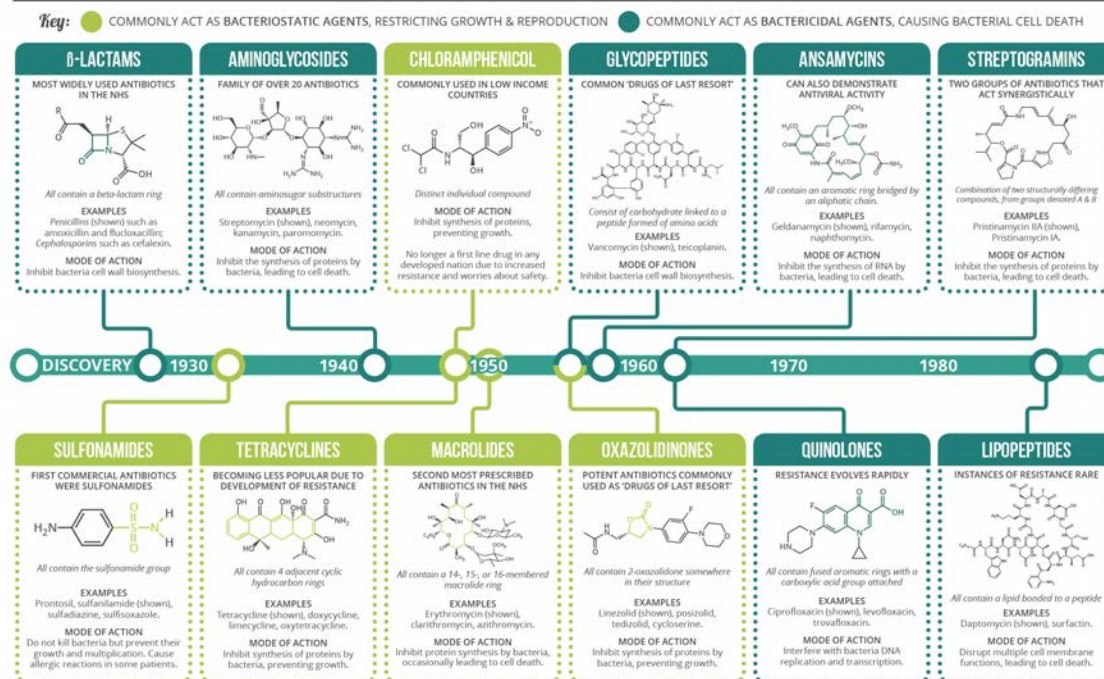 Key: COMMONLY ACT AS BACTERIOSTATIC AGENTS, RESTRICTING GROWTH & REPRODUCTION COMMONLY ACT AS BACTERICIDAL AGENTS, CAUSING BACTERIAL CELL DEATH
ß-LACTAMS
MOST WIDELY USED ANTIBIOTICS
IN THE NHS
All contain a beta-lactam ring
EXAMPLES
Penicillins (shown) such as
amoxicillin and flucloxacillin;
Cephalosporins such as cefalexin.
MODE OF ACTION
Inhibit bacteria cell wall biosynthesis.
AMINOGLYCOSIDES
FAMILY OF OVER 20 ANTIBIOTICS
All contain aminosugar substructures
EXAMPLES
Streptomycin (shown), neomycin,
kanamycin, paromomycin.
MODE OF ACTION
Inhibit the synthesis of proteins by
bacteria, leading to cell death.
CHLORAMPHENICOL
COMMONLY USED IN LOW INCOME
COUNTRIES
Distinct individual compound
MODE OF ACTION
Inhibit synthesis of proteins,
preventing growth.
No longer a first line drug in any
developed nation due to increased
resistance and worries about safety.
GLYCOPEPTIDES
COMMON 'DRUGS OF LAST RESORT'
Consist of carbohydrate linked to a
peptide formed of amino acids
EXAMPLES
Vancomycin (shown), teicoplanin.
MODE OF ACTION
Inhibit bacteria cell wall biosynthesis.
ANSAMYCINS
CAN ALSO DEMONSTRATE
ANTIVIRAL ACTIVITY
All contain an aromatic ring bridged by
an aliphatic chain.
EXAMPLES
Geldanamycin (shown), rifamycin,
naphthomycin.
MODE OF ACTION
Inhibit the synthesis of RNA by
bacteria, leading to cell death.
STREPTOGRAMINS
TWO GROUPS OF ANTIBIOTICS THAT
ACT SYNERGISTICALLY
Combination of two structurally differing
compounds, from groups denoted A & B
EXAMPLES
Pristinamycin IIA (shown),
Pristinamycin IA.
MODE OF ACTION
Inhibit the synthesis of proteins by
bacteria, leading to cell death.
DISCOVERY 1930 1940 1950 1960 1970 1980
SULFONAMIDES
FIRST COMMERCIAL ANTIBIOTICS
WERE SULFONAMIDES
All contain the sulfonamide group
EXAMPLES
Prontosil, sulfanilamide (shown),
sulfadiazine, sulfisoxazole.
MODE OF ACTION
Do not kill bacteria but prevent their
growth and multiplication. Cause
allergic reactions in some patients.
TETRACYCLINES
BECOMING LESS POPULAR DUE TO
DEVELOPMENT OF RESISTANCE
All contain 4 adjacent cyclic
hydrocarbon rings
EXAMPLES
Tetracycline (shown), doxycycline,
limecycline, oxytetracycline.
MODE OF ACTION
Inhibit synthesis of proteins by
bacteria, preventing growth.
MACROLIDES
SECOND MOST PRESCRIBED
ANTIBIOTICS IN THE NHS
All contain a 14-, 15-, or 16-membered
macrolide ring
EXAMPLES
Erythromycin (shown),
clarithromycin, azithromycin.
MODE OF ACTION
Inhibit protein synthesis by bacteria,
occasionally leading to cell death.
OXAZOLIDINONES
POTENT ANTIBIOTICS COMMONLY
USED AS 'DRUGS OF LAST RESORT'
All contain 2-oxazolidone somewhere
in their structure
EXAMPLES
Linezolid (shown), posizolid,
tedizolid, cycloserine.
MODE OF ACTION
Inhibit synthesis of proteins by
bacteria, preventing growth.
QUINOLONES
RESISTANCE EVOLVES RAPIDLY
All contain fused aromatic rings with a
carboxylic acid group attached
EXAMPLES
Ciprofloxacin (shown), levofloxacin,
trovafloxacin.
MODE OF ACTION
Interfere with bacteria DNA
replication and transcription.
LIPOPEPTIDES
INSTANCES OF RESISTANCE RARE
All contain a lipid bonded to a peptide
EXAMPLES
Daptomycin (shown), surfactin.
MODE OF ACTION
Disrupt multiple cell membrane
functions, leading to cell death.